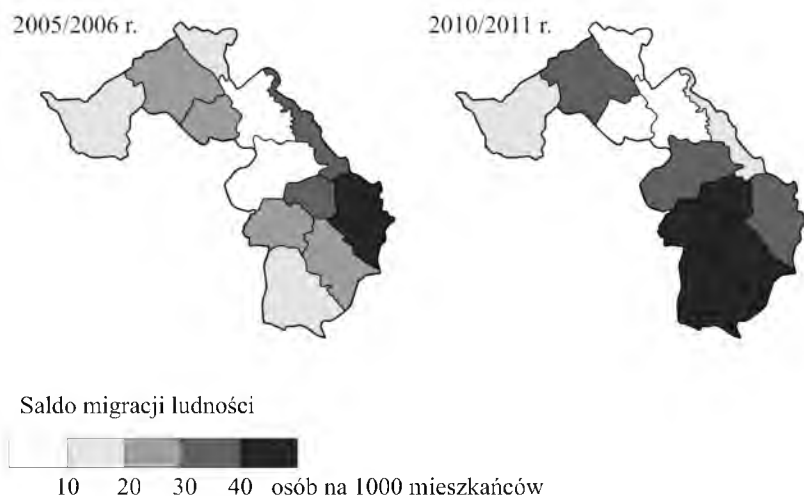 2005/2006 r.
2010/2011 r.
Saldo migracji ludności
10 20 30 40 osób na 1000 mieszkańców